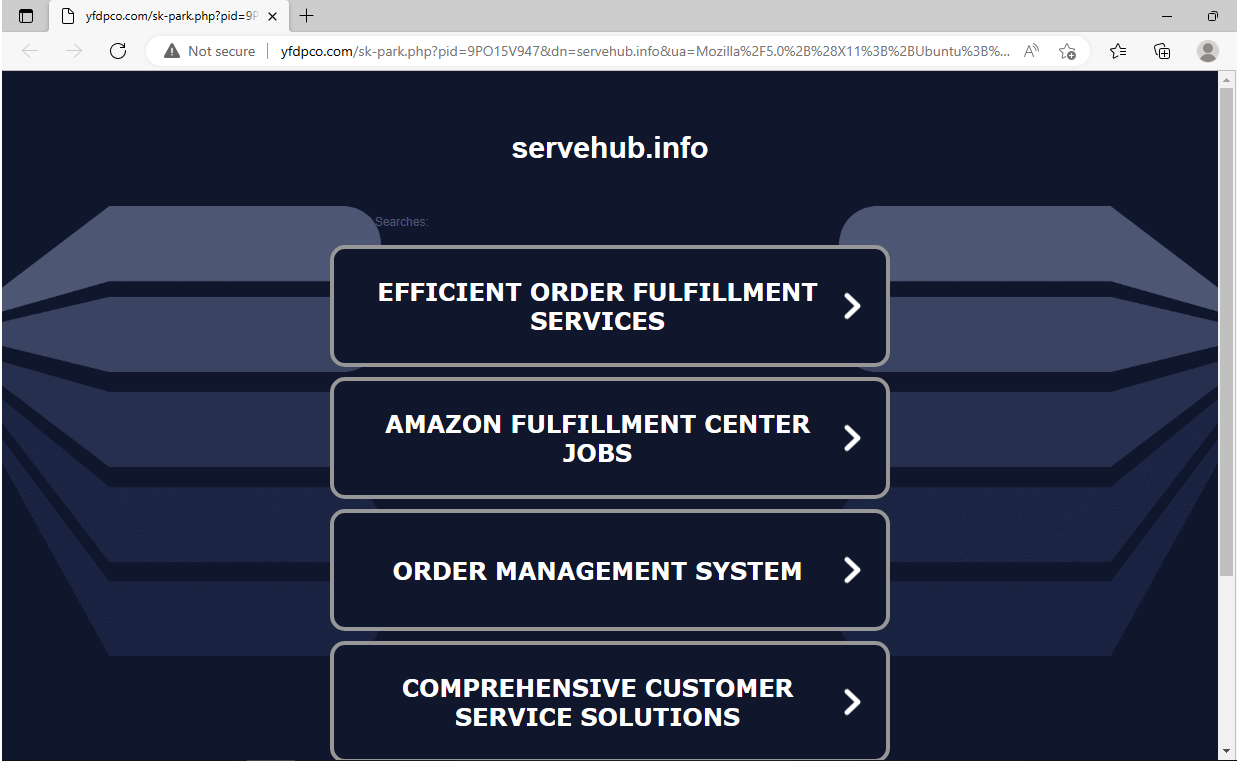 yfdpco.com/sk-park.php?pid=9P
Not secure yfdpco.com/sk-park.php?pid=9PO15V947&dn=servehub.info&ua=Mozilla%2F5.0%2B%28X11%3B%2BUbuntu%3B%...
servehub.info
Searches:
EFFICIENT ORDER FULFILLMENT
SERVICES
AMAZON FULFILLMENT CENTER
JOBS
ORDER MANAGEMENT SYSTEM
COMPREHENSIVE CUSTOMER
SERVICE SOLUTIONS